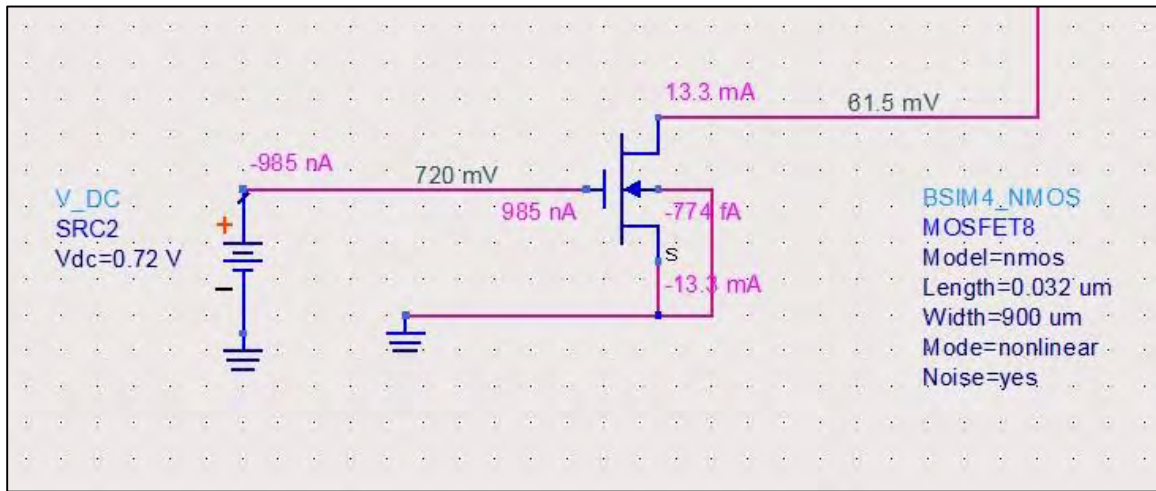 13.3 mA
61.5 mV
-985 nA
720 mV
V_DC
SRC2
Vdc=0.72 V
+
-
985 nA
-774 fA
S
-13.3 mA
BSIM4_NMOS
MOSFET8
Model=nmos
Length=0.032 um
Width=900 um
Mode=nonlinear
Noise=yes